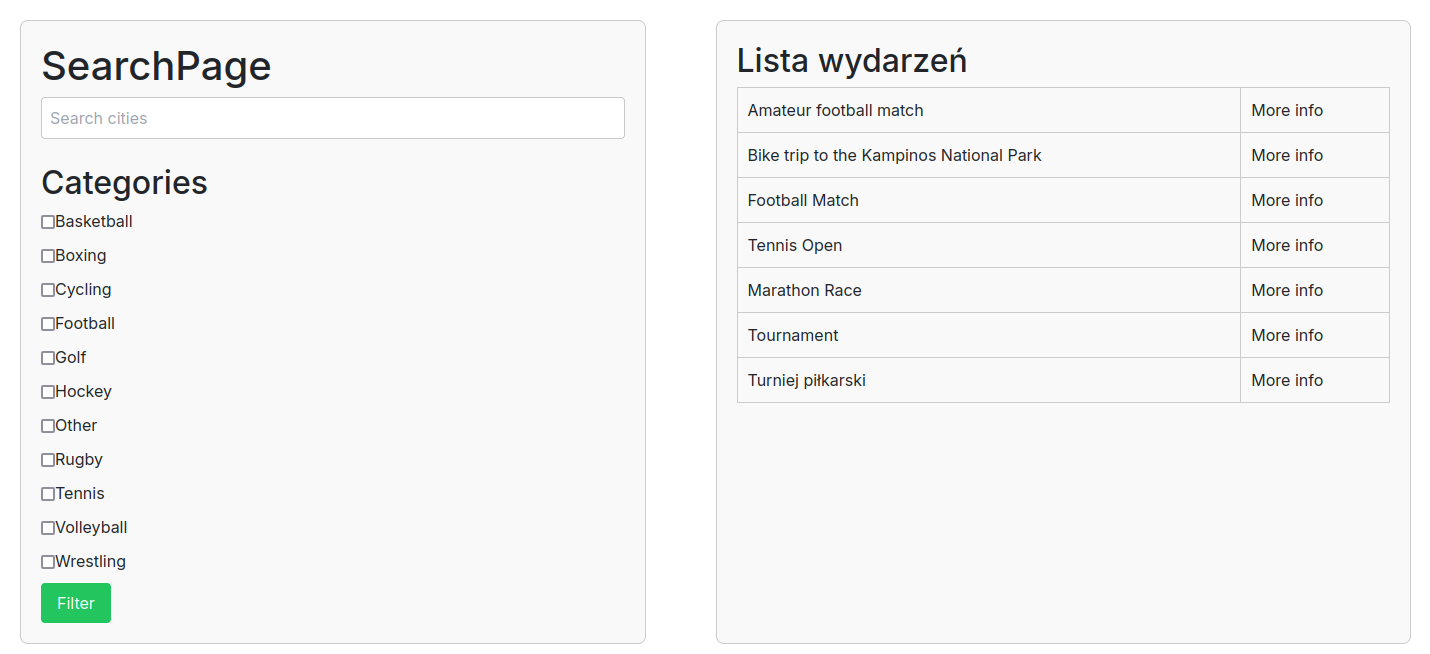 SearchPage
Search cities
Categories
Basketball
Boxing
Cycling
Football
Golf
Hockey
Other
Rugby
Tennis
Volleyball
Wrestling
Filter
Lista wydarzeń
Amateur football match More info
Bike trip to the Kampinos National Park More info
Football Match More info
Tennis Open More info
Marathon Race More info
Tournament More info
Turniej piłkarski More info